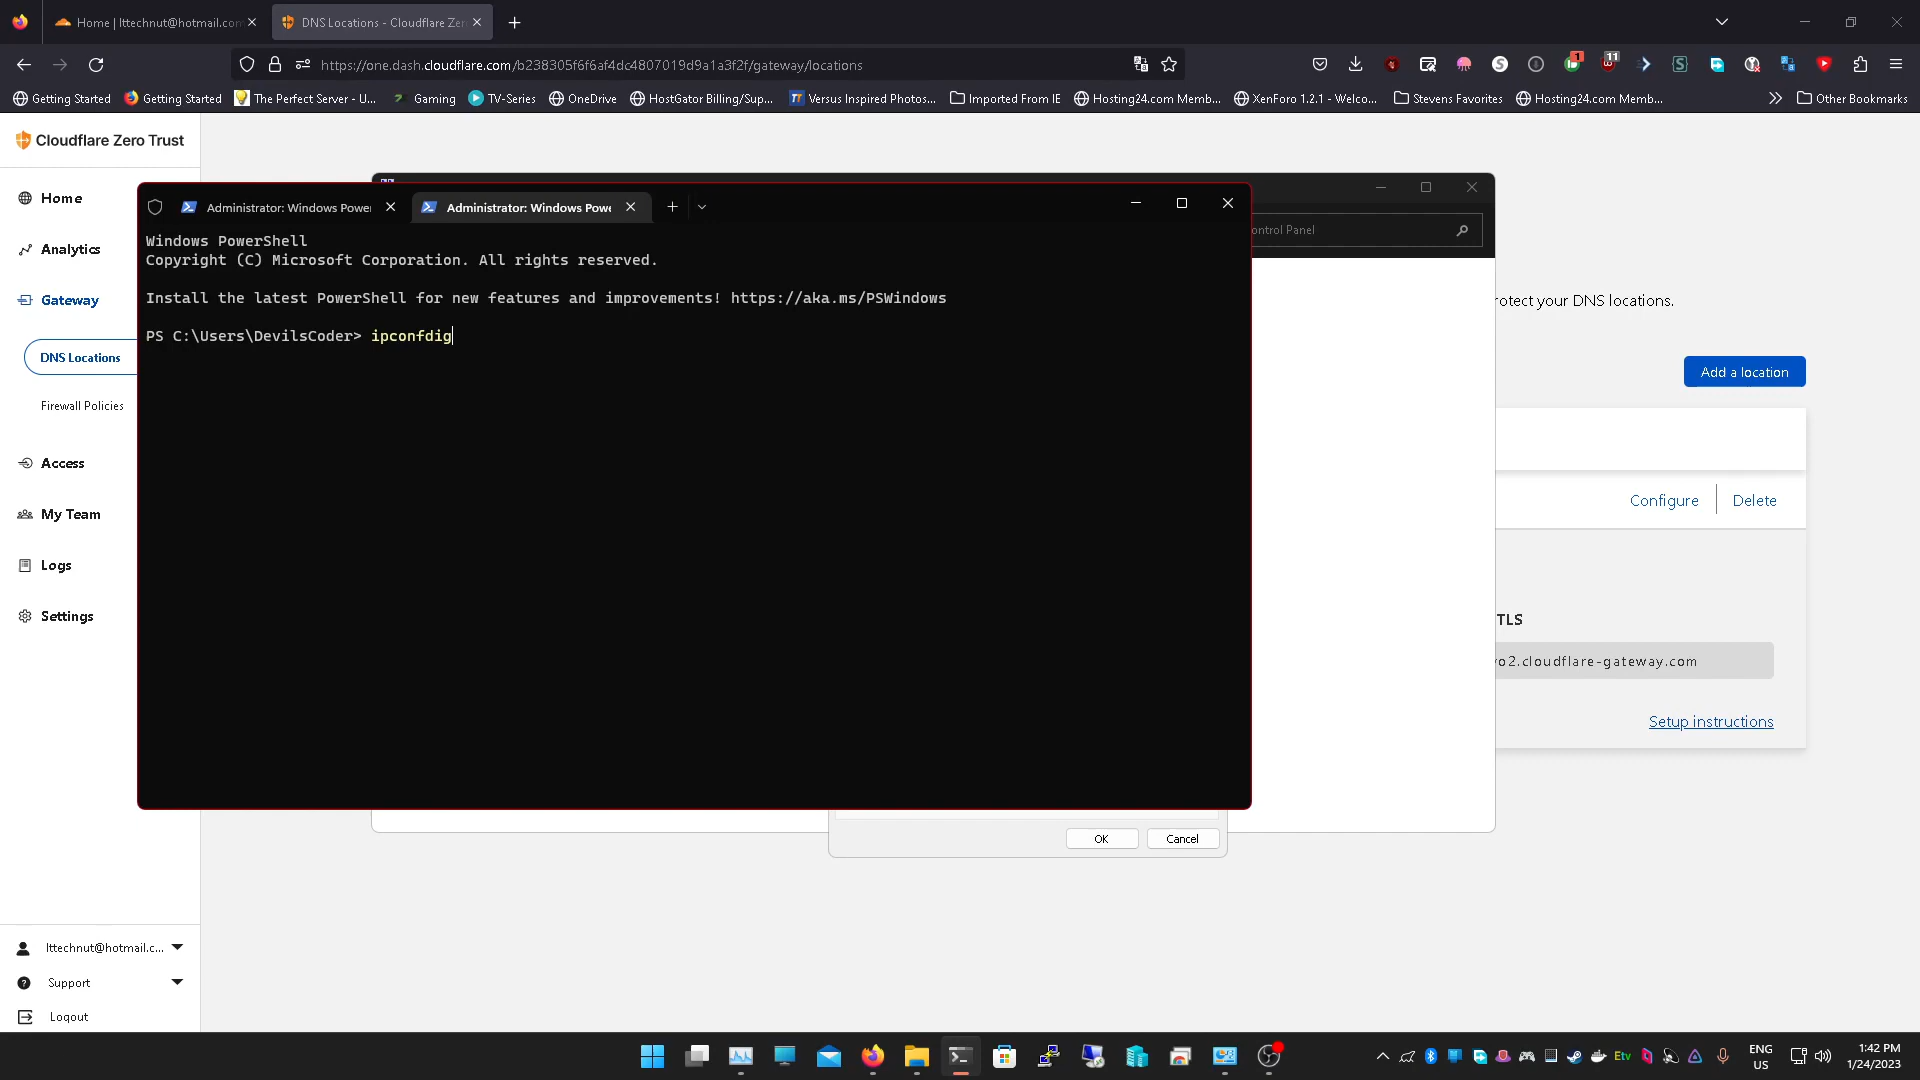 Home | lttechnut@hotmail.con
DNS Locations - Cloudflare Zer
https://one.dash.cloudflare.com/b238305f6f6af4dc4807019d9a1a3f2f/gateway/locations
1
11
Getting Started
Getting Started
The Perfect Server - U...
Gaming
TV-Series
OneDrive
HostGator Billing/Sup...
Versus Inspired Photos...
Imported From IE
Hosting24.com Memb...
XenForo 1.2.1 - Welco...
Stevens Favorites
Hosting24.com Memb...
Other Bookmarks
Cloudflare Zero Trust
Home
Analytics
Gateway
DNS Locations
Firewall Policies
Access
My Team
Logs
Settings
lttechnut@hotmail.c...
Support
Logout
Administrator: Windows Power
Administrator: Windows Powe
Windows PowerShell
Copyright (C) Microsoft Corporation. All rights reserved.
Install the latest PowerShell for new features and improvements! https://aka.ms/PSWindows
PS C:\Users\DevilsCoder> ipconfdig
ontrol Panel
OK
Cancel
rotect your DNS locations.
Add a location
Configure
Delete
TLS
vo2.cloudflare-gateway.com
Setup instructions
Etv
ENG
US
1:42 PM
1/24/2023